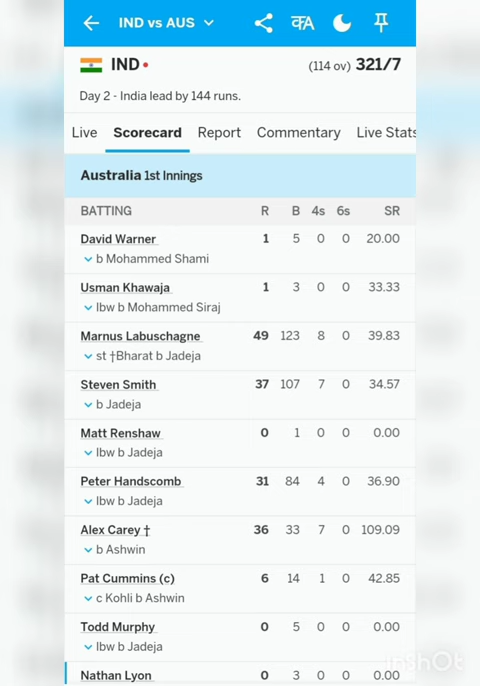 IND vs AUS
कA
IND (114 ov) 321/7
Day 2 - India lead by 144 runs.
Live Scorecard Report Commentary Live Stats
Australia 1st Innings
BATTING R B 4s 6s SR
David Warner 1 5 0 0 20.00
b Mohammed Shami
Usman Khawaja 1 3 0 0 33.33
lbw b Mohammed Siraj
Marnus Labuschagne 49 123 8 0 39.83
st †Bharat b Jadeja
Steven Smith 37 107 7 0 34.57
b Jadeja
Matt Renshaw 0 1 0 0 0.00
lbw b Jadeja
Peter Handscomb 31 84 4 0 36.90
lbw b Jadeja
Alex Carey † 36 33 7 0 109.09
b Ashwin
Pat Cummins (c) 6 14 1 0 42.85
c Kohli b Ashwin
Todd Murphy 0 5 0 0 0.00
lbw b Jadeja
Nathan Lyon 0 3 0 0 0.00
InShOt